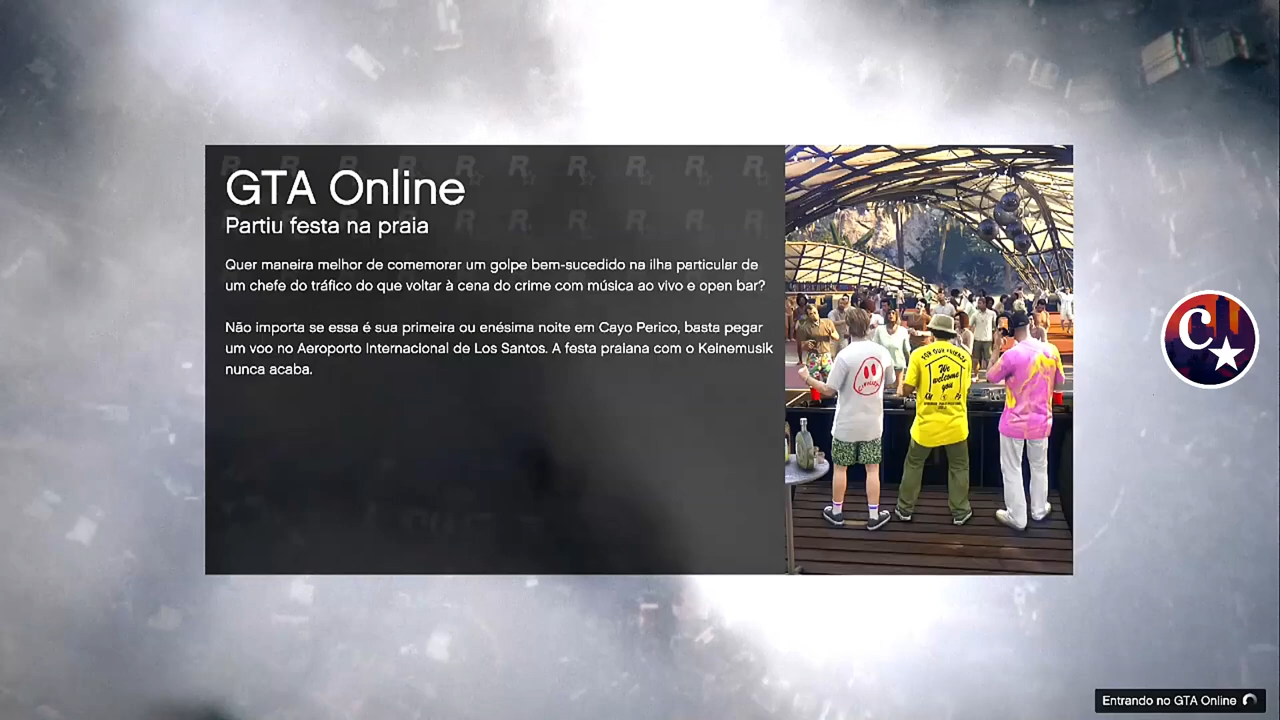 GTA Online
Partiu festa na praia
Quer maneira melhor de comemorar um golpe bem-sucedido na ilha particular de
um chefe do tráfico do que voltar à cena do crime com música ao vivo e open bar?
Não importa se essa é sua primeira ou enésima noite em Cayo Perico, basta pegar
um voo no Aeroporto Internacional de Los Santos. A festa praiana com o Keinemusik
nunca acaba.
FOR OUR FRIENDS
We
welcome
you
C
Entrando no GTA Online